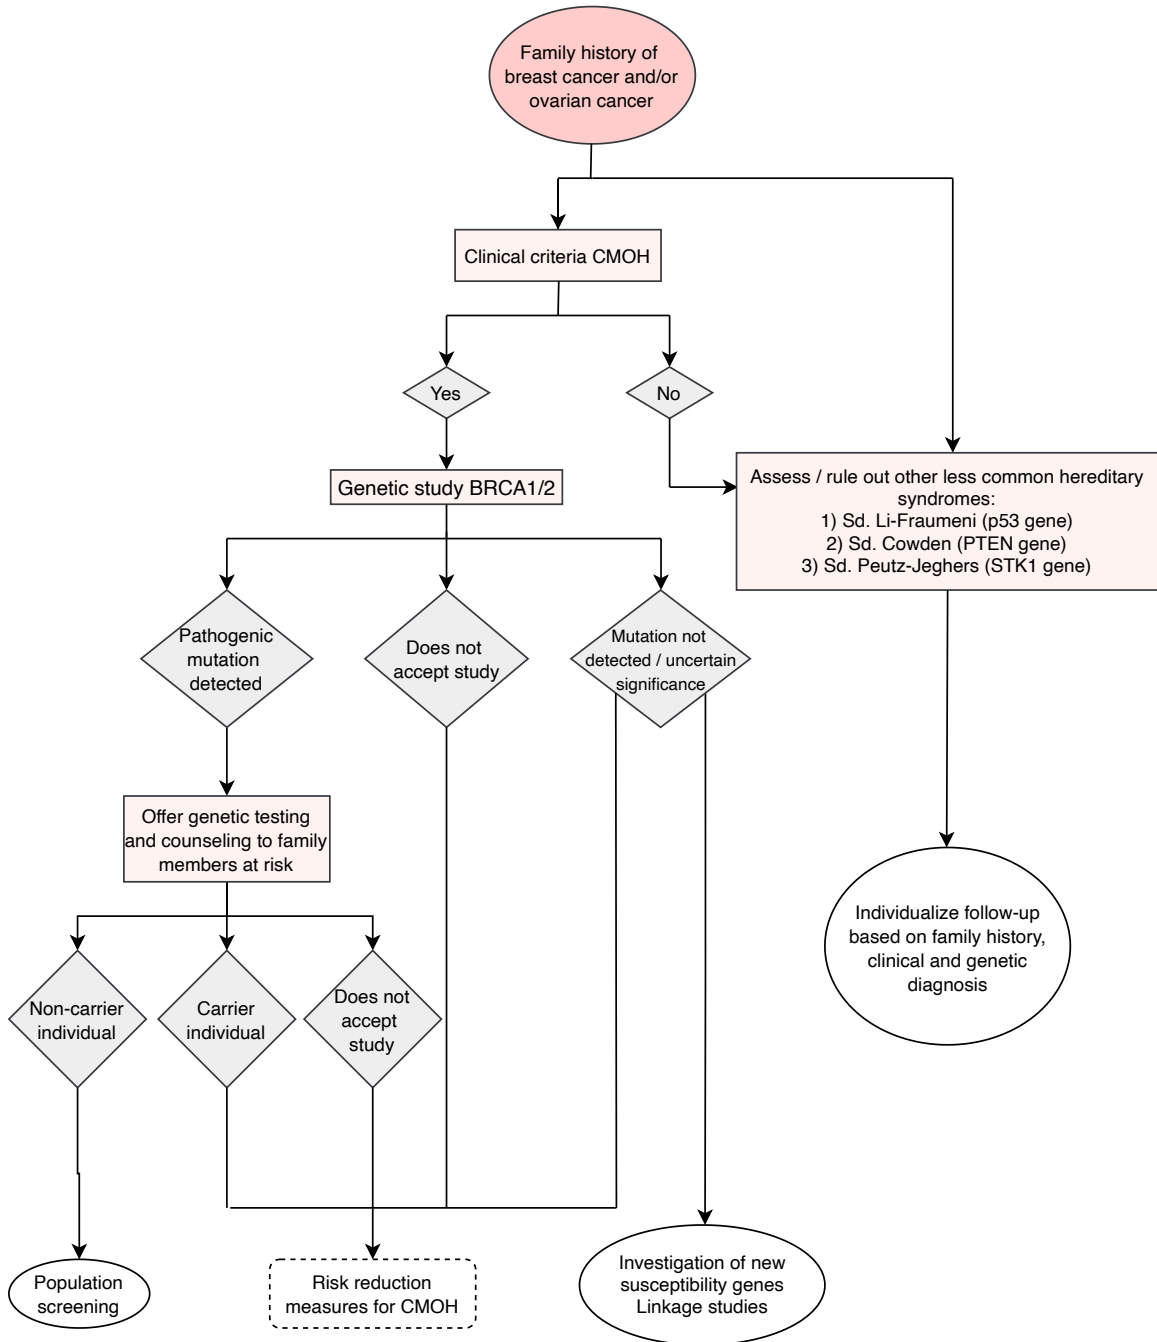 Family history of
breast cancer and/or
ovarian cancer
Clinical criteria CMOH
Yes
No
Genetic study BRCA1/2
Assess / rule out other less common hereditary
syndromes:
1) Sd. Li-Fraumeni (p53 gene)
2) Sd. Cowden (PTEN gene)
3) Sd. Peutz-Jeghers (STK1 gene)
Pathogenic
mutation
detected
Does not
accept study
Mutation not
detected / uncertain
significance
Offer genetic testing
and counseling to family
members at risk
Individualize follow-up
based on family history,
clinical and genetic
diagnosis
Non-carrier
individual
Carrier
individual
Does not
accept
study
Population
screening
Risk reduction
measures for CMOH
Investigation of new
susceptibility genes
Linkage studies